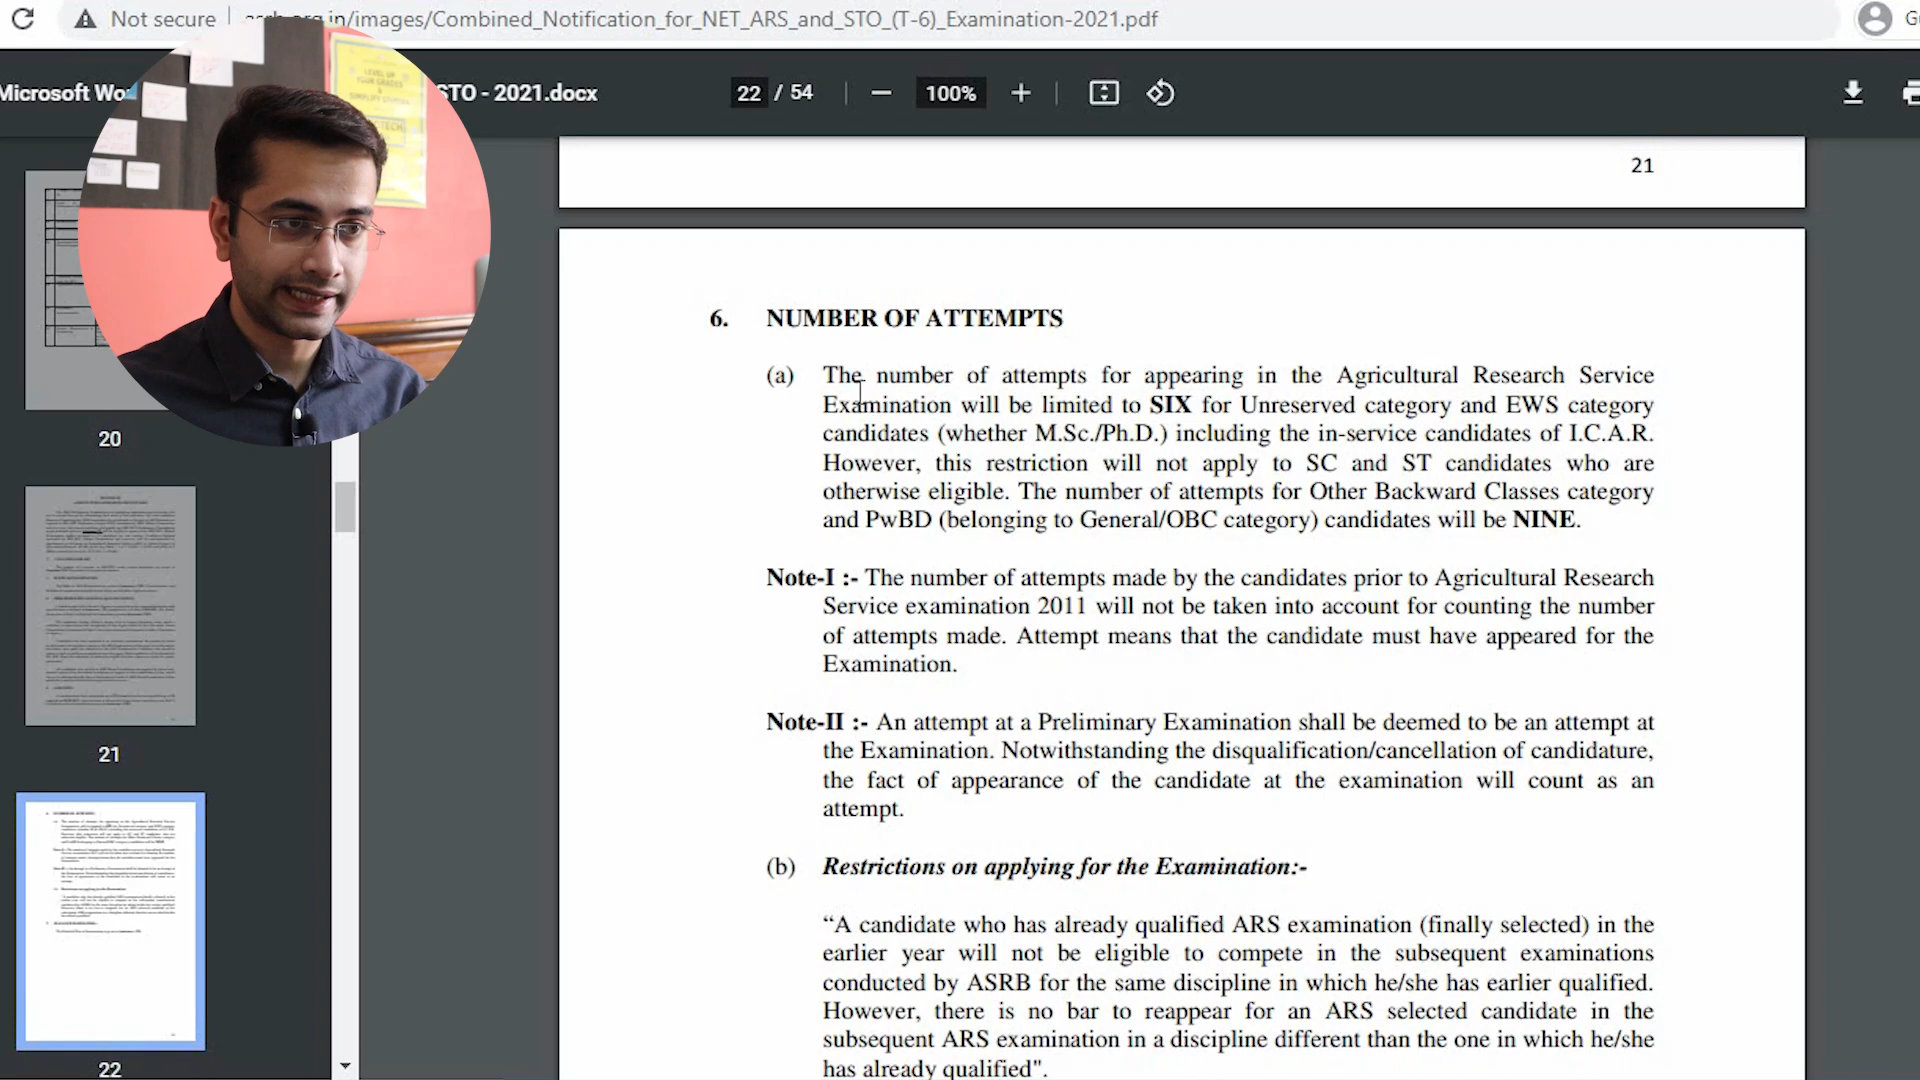 Not secure
in/images/Combined_Notification_for_NET_ARS_and_STO_(T-6)_Examination-2021.pdf
Microsoft Wo
STO - 2021.docx
22 / 54
100%
LEVEL UP
YOUR GRADES
&
SIMPLIFY STUDIES
20
21
22
21
6. NUMBER OF ATTEMPTS
(a) The number of attempts for appearing in the Agricultural Research Service
Examination will be limited to SIX for Unreserved category and EWS category
candidates (whether M.Sc./Ph.D.) including the in-service candidates of I.C.A.R.
However, this restriction will not apply to SC and ST candidates who are
otherwise eligible. The number of attempts for Other Backward Classes category
and PwBD (belonging to General/OBC category) candidates will be NINE.
Note-I :- The number of attempts made by the candidates prior to Agricultural Research
Service examination 2011 will not be taken into account for counting the number
of attempts made. Attempt means that the candidate must have appeared for the
Examination.
Note-II :- An attempt at a Preliminary Examination shall be deemed to be an attempt at
the Examination. Notwithstanding the disqualification/cancellation of candidature,
the fact of appearance of the candidate at the examination will count as an
attempt.
(b) Restrictions on applying for the Examination:-
“A candidate who has already qualified ARS examination (finally selected) in the
earlier year will not be eligible to compete in the subsequent examinations
conducted by ASRB for the same discipline in which he/she has earlier qualified.
However, there is no bar to reappear for an ARS selected candidate in the
subsequent ARS examination in a discipline different than the one in which he/she
has already qualified".